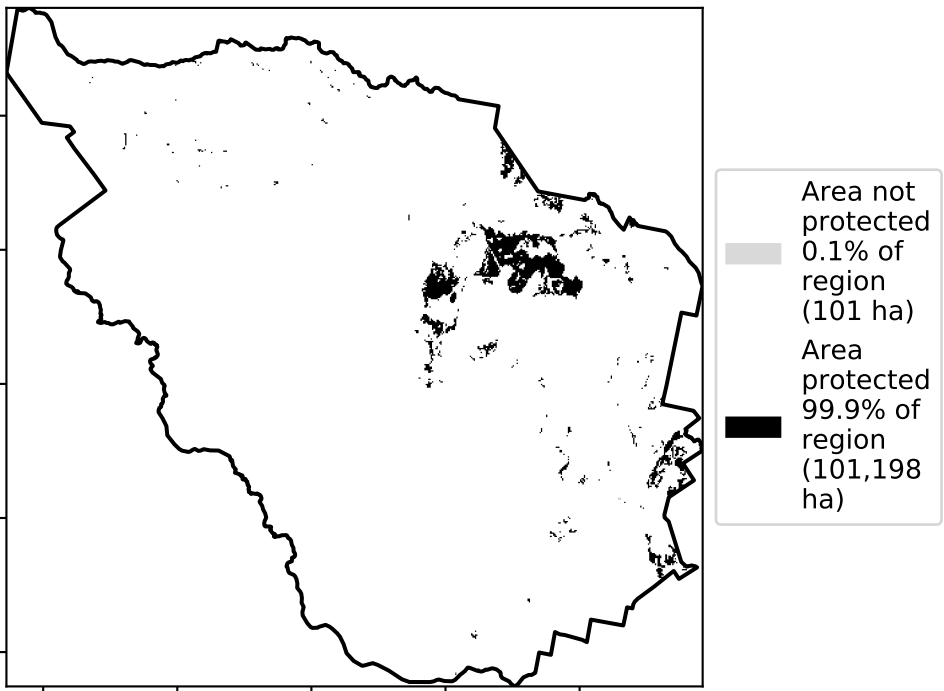 Area not
protected
0.1% of
region
(101 ha)
Area
protected
99.9% of
region
(101,198
ha)